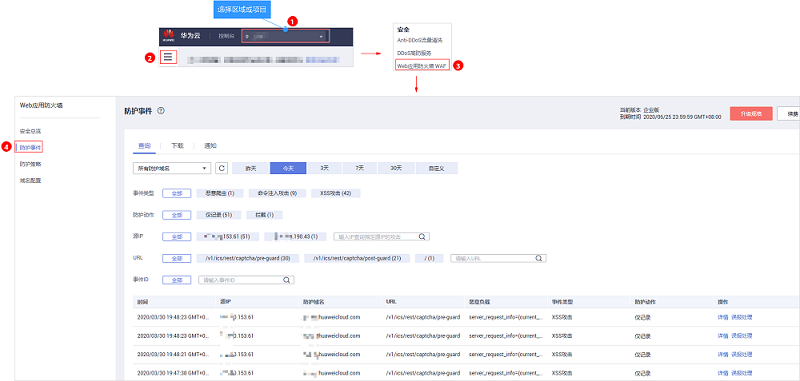 选择区域或项目
1
HUAWEI
华为云
控制台
2
安全
Anti-DDoS流量清洗
DDoS高防服务
Web应用防火墙 WAF
3
Web应用防火墙
防护事件
当前版本 企业版
到期时间 2020/06/25 23:59:59 GMT+08:00
升级规格
续费
安全总览
4
防护事件
防护策略
域名配置
查询 下载 通知
所有防护域名 昨天 今天 3天 7天 30天 自定义
事件类型 全部 恶意爬虫 (1) 命令注入攻击 (9) XSS攻击 (42)
防护动作 全部 仅记录 (51) 拦截 (1)
源IP 全部 153.61 (51) .190.43 (1) 输入IP查询指定源IP的攻击
URL 全部 /v1/ics/rest/captcha/pre-guard (30) /v1/ics/rest/captcha/post-guard (21) / (1) 请输入URL
事件ID 全部 请输入事件ID
时间 源IP 防护域名 URL 恶意负载 事件类型 防护动作 操作
2020/03/30 19:48:23 GMT+0... 0.153.61 .huaweicloud.com /v1/ics/rest/captcha/pre-guard server_request_info=(current_... XSS攻击 仅记录 详情 误报处理
2020/03/30 19:48:23 GMT+0... .153.61 .huaweicloud.com /v1/ics/rest/captcha/pre-guard server_request_info=(current_... XSS攻击 仅记录 详情 误报处理
2020/03/30 19:48:21 GMT+0... .153.61 .huaweicloud.com /v1/ics/rest/captcha/pre-guard server_request_info=(current_... XSS攻击 仅记录 详情 误报处理
2020/03/30 19:47:38 GMT+0... 0.153.61 .huaweicloud.com /v1/ics/rest/captcha/pre-guard server_request_info=(current_... XSS攻击 仅记录 详情 误报处理